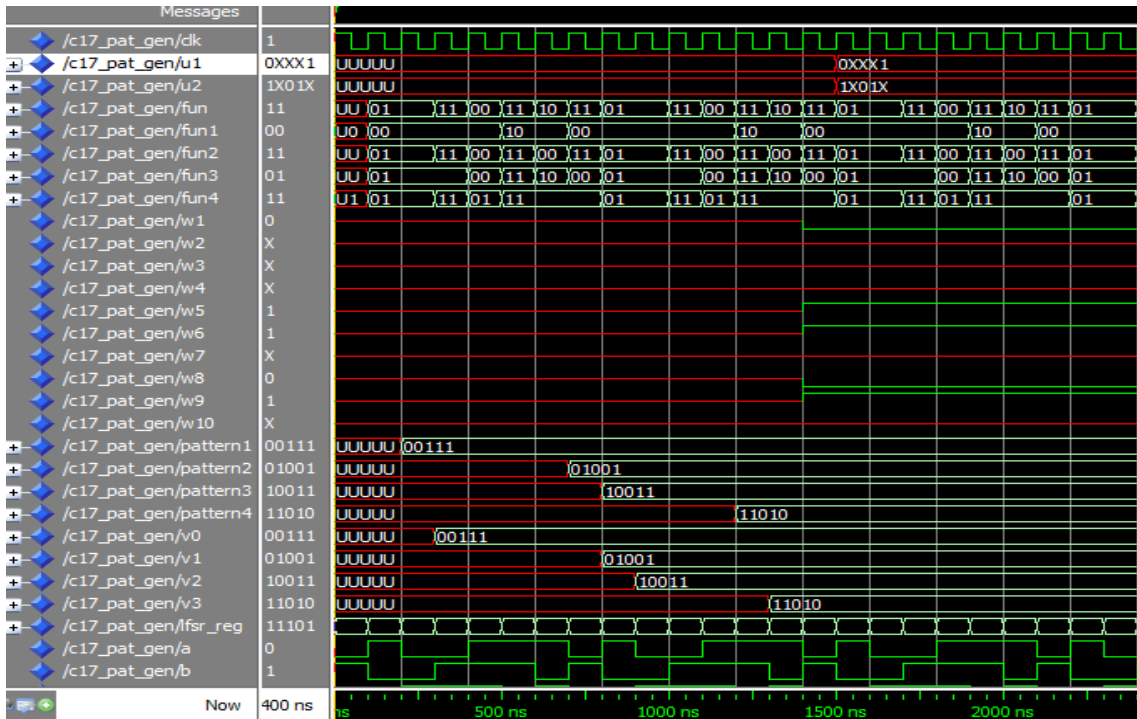 Messages
/c17_pat_gen/clk 1
/c17_pat_gen/u1 0XXX1 UUUUU 0XXX1
/c17_pat_gen/u2 1X01X UUUUU 1X01X
/c17_pat_gen/fun 11 UU 01 11 00 11 10 11 01 11 00 11 10 11 01 11 00 11 10 11 01
/c17_pat_gen/fun1 00 U0 00 10 00 10 00 10 00
/c17_pat_gen/fun2 11 UU 01 11 00 11 00 11 01 11 00 11 00 11 01 11 00 11 00 11 01
/c17_pat_gen/fun3 01 UU 01 00 11 10 00 01 00 11 10 00 01 00 11 10 00 01
/c17_pat_gen/fun4 11 U1 01 11 01 11 01 11 01 11 01 11 01 11 01
/c17_pat_gen/w1 0
/c17_pat_gen/w2 X
/c17_pat_gen/w3 X
/c17_pat_gen/w4 X
/c17_pat_gen/w5 1
/c17_pat_gen/w6 1
/c17_pat_gen/w7 X
/c17_pat_gen/w8 0
/c17_pat_gen/w9 1
/c17_pat_gen/w10 X
/c17_pat_gen/pattern1 00111 UUUUU 00111
/c17_pat_gen/pattern2 01001 UUUUU 01001
/c17_pat_gen/pattern3 10011 UUUUU 10011
/c17_pat_gen/pattern4 11010 UUUUU 11010
/c17_pat_gen/v0 00111 UUUUU 00111
/c17_pat_gen/v1 01001 UUUUU 01001
/c17_pat_gen/v2 10011 UUUUU 10011
/c17_pat_gen/v3 11010 UUUUU 11010
/c17_pat_gen/lfsr_reg 11101
/c17_pat_gen/a 0
/c17_pat_gen/b 1
Now 400 ns ns 500 ns 1000 ns 1500 ns 2000 ns